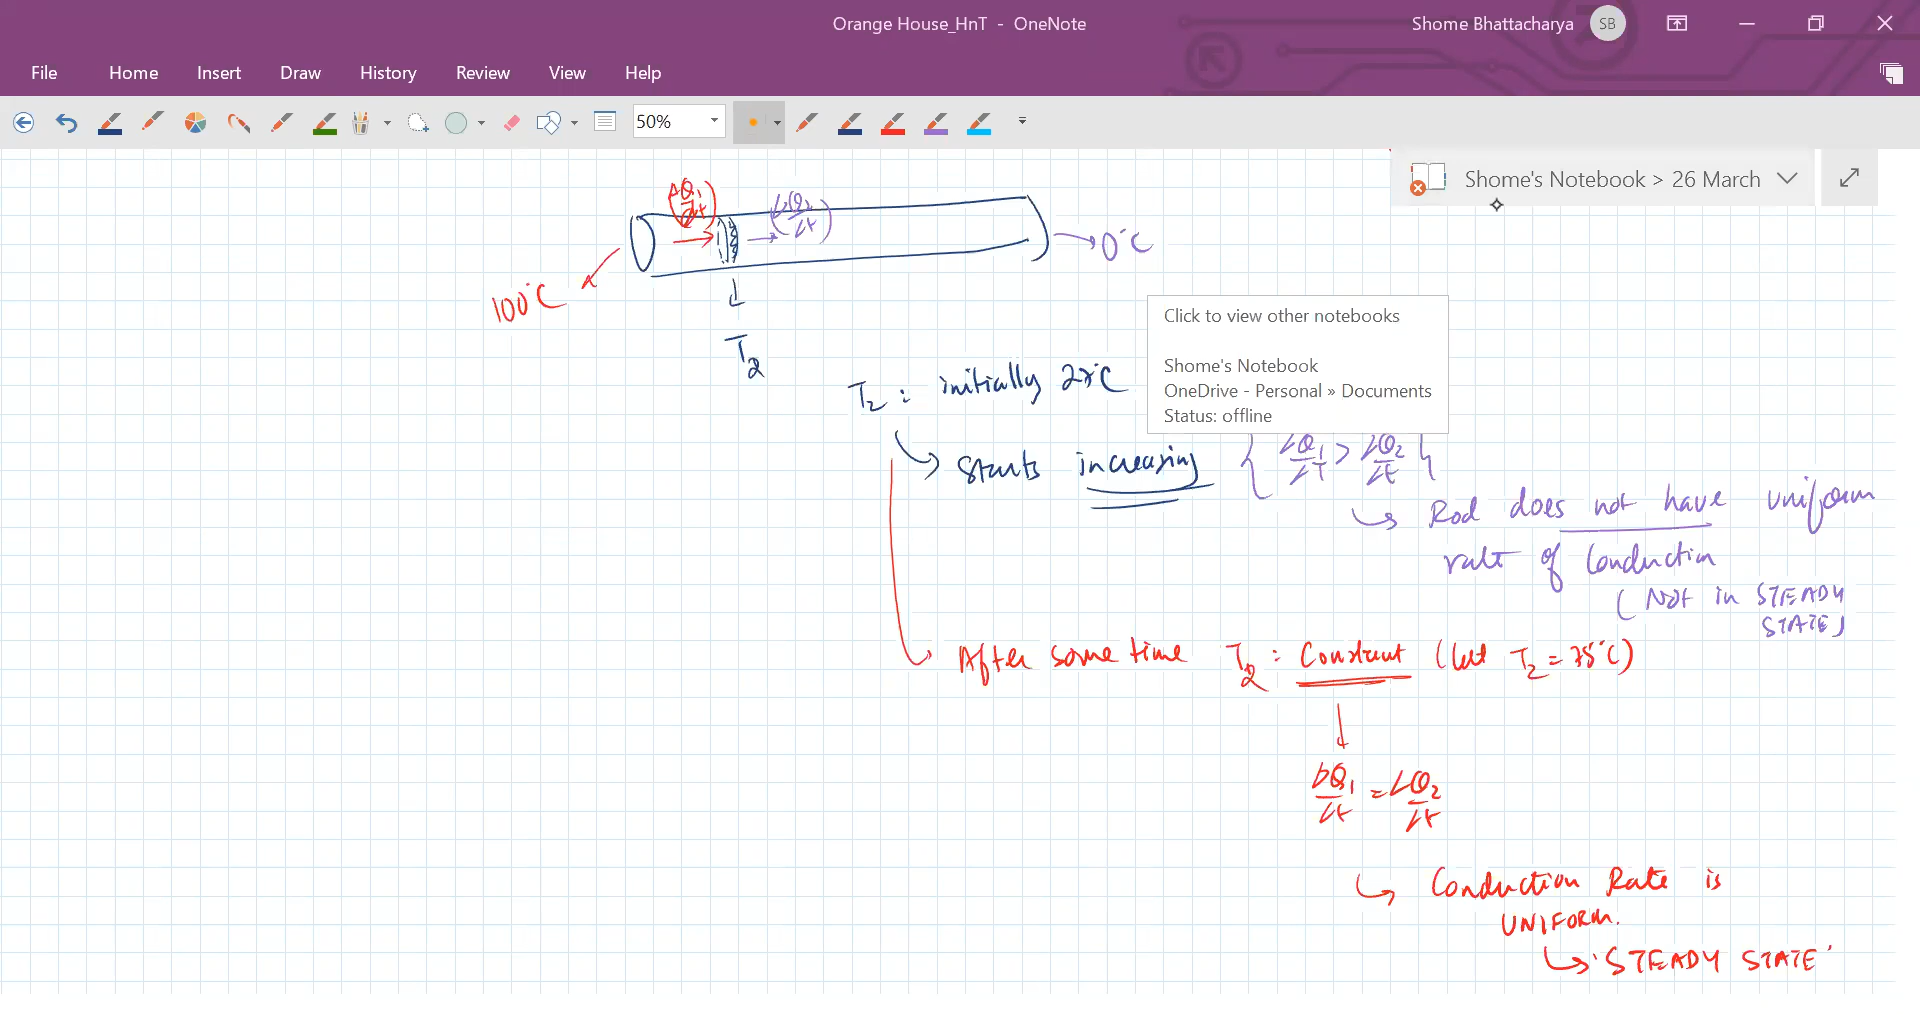 Orange House_HnT - OneNote
Shome Bhattacharya
SB
File Home Insert Draw History Review View Help
50%
Shome's Notebook > 26 March
(ΔQ₁/Δt)
(ΔQ₂/Δt)
100°C
0°C
T₂
Click to view other notebooks
Shome's Notebook
OneDrive - Personal » Documents
Status: offline
T₂ : initially °C
starts increasing { ΔQ₁/Δt > ΔQ₂/Δt }
Rod does not have uniform
rate of conduction
(Not in STEADY
STATE)
After some time T₂ : Constant (let T₂ = 75°C)
ΔQ₁/Δt = ΔQ₂/Δt
Conduction Rate is
UNIFORM.
'STEADY STATE'